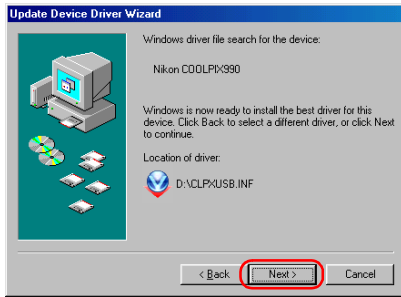 Update Device Driver Wizard
Windows driver file search for the device:
Nikon COOLPIX990
Windows is now ready to install the best driver for this
device. Click Back to select a different driver, or click Next
to continue.
Location of driver:
D:\CLPXUSB.INF
< Back Next > Cancel